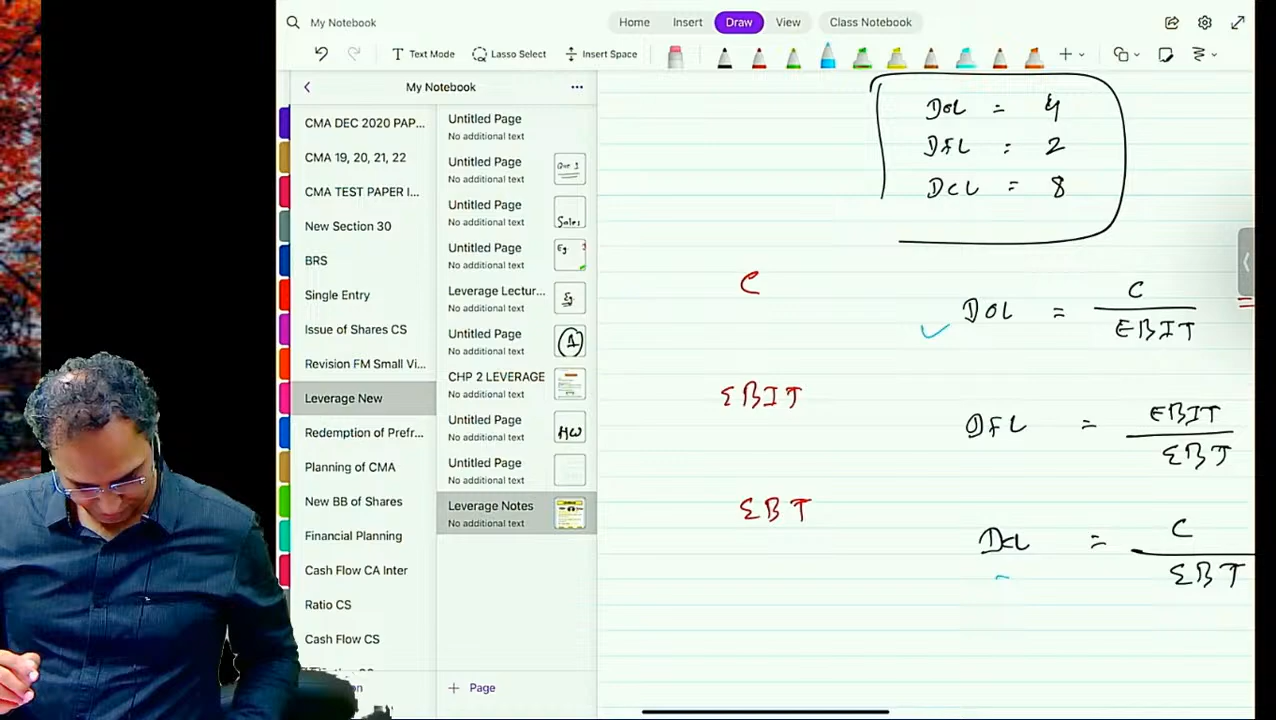 My Notebook
Home Insert Draw View Class Notebook
Text Mode Lasso Select Insert Space
My Notebook
CMA DEC 2020 PAP...
CMA 19, 20, 21, 22
CMA TEST PAPER I...
New Section 30
BRS
Single Entry
Issue of Shares CS
Revision FM Small Vi...
Leverage New
Redemption of Prefr...
Planning of CMA
New BB of Shares
Financial Planning
Cash Flow CA Inter
Ratio CS
Cash Flow CS
Untitled Page
No additional text
Untitled Page
No additional text
Untitled Page
No additional text
Sales
Untitled Page
No additional text
Eg
Leverage Lectur...
No additional text
Eg
Untitled Page
No additional text
1
CHP 2 LEVERAGE
No additional text
Untitled Page
No additional text
HW
Untitled Page
No additional text
Leverage Notes
No additional text
+ Page
DOL = 4
DFL = 2
DCL = 8
C
EBIT
EBT
DOL = C
EBIT
DFL = EBIT
EBT
DCL = C
EBT